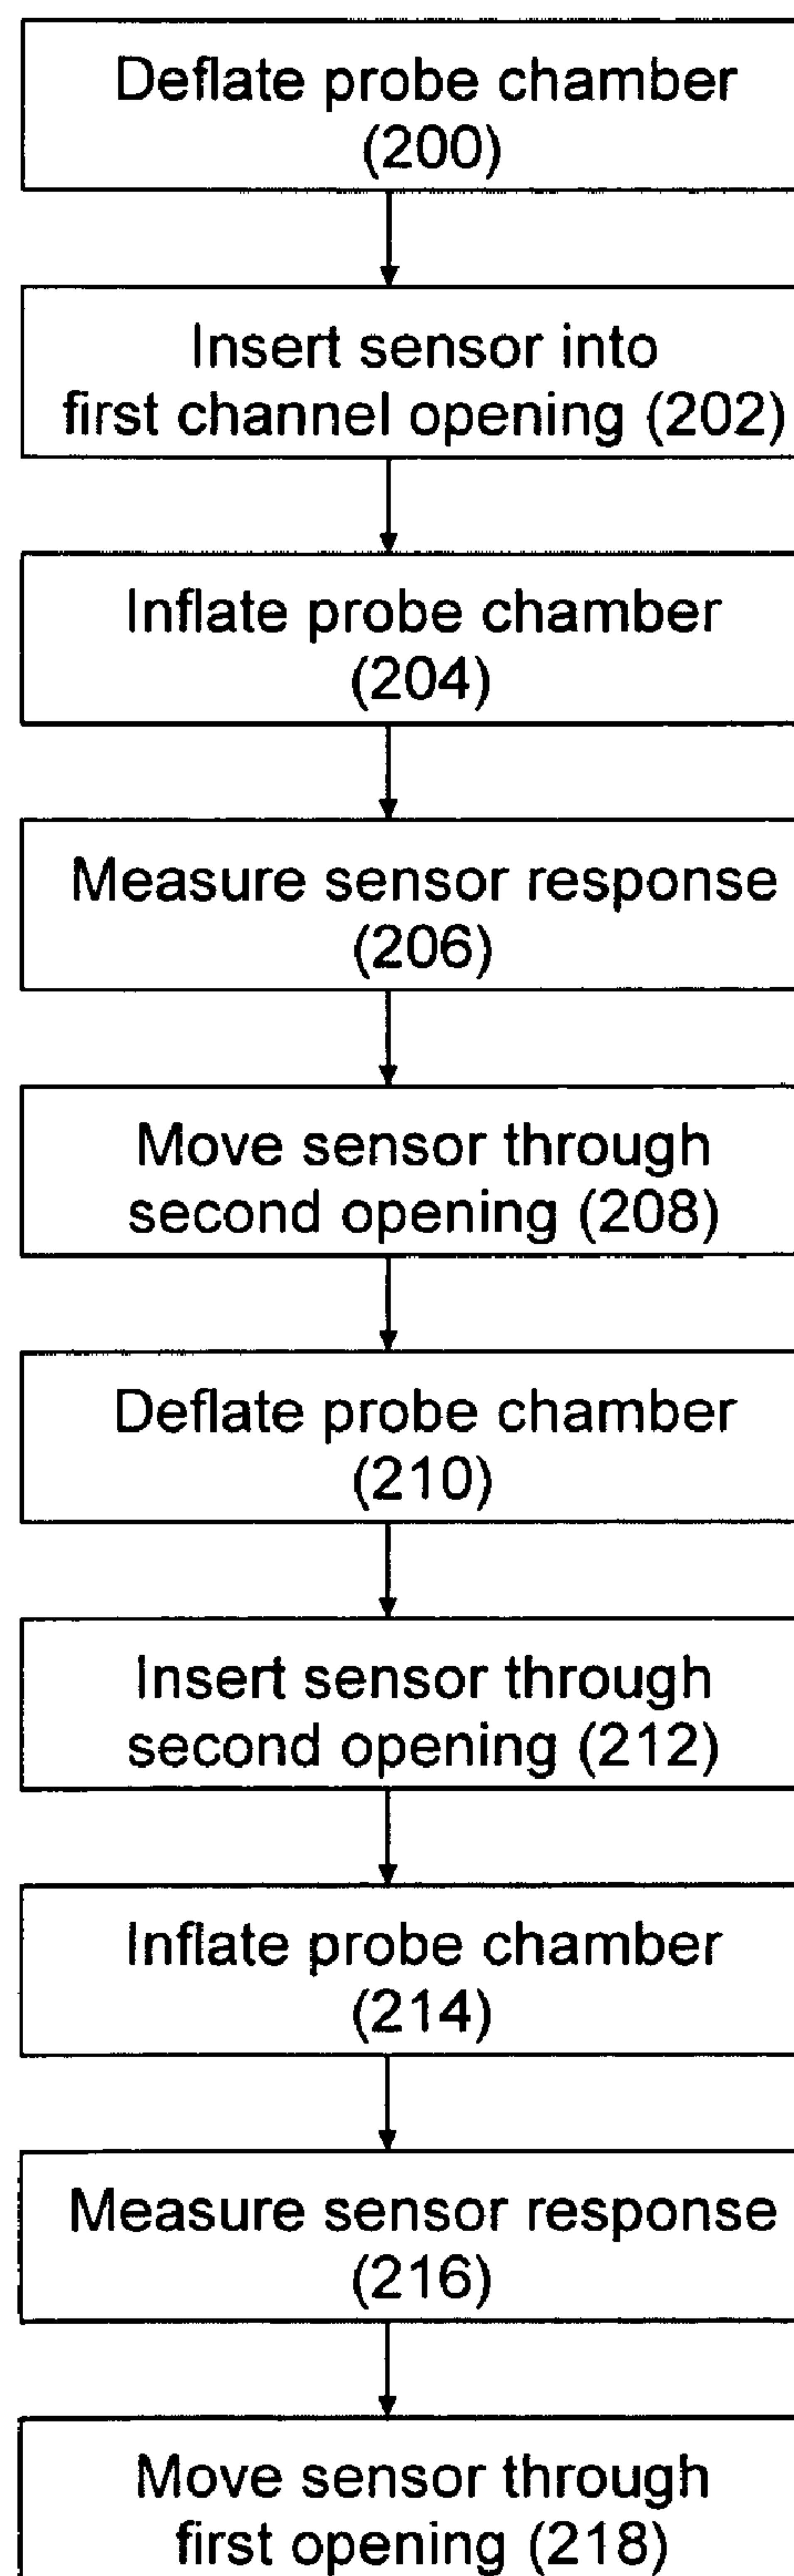 Deflate probe chamber
(200)
Insert sensor into
first channel opening (202)
Inflate probe chamber
(204)
Measure sensor response
(206)
Move sensor through
second opening (208)
Deflate probe chamber
(210)
Insert sensor through
second opening (212)
Inflate probe chamber
(214)
Measure sensor response
(216)
Move sensor through
first opening (218)